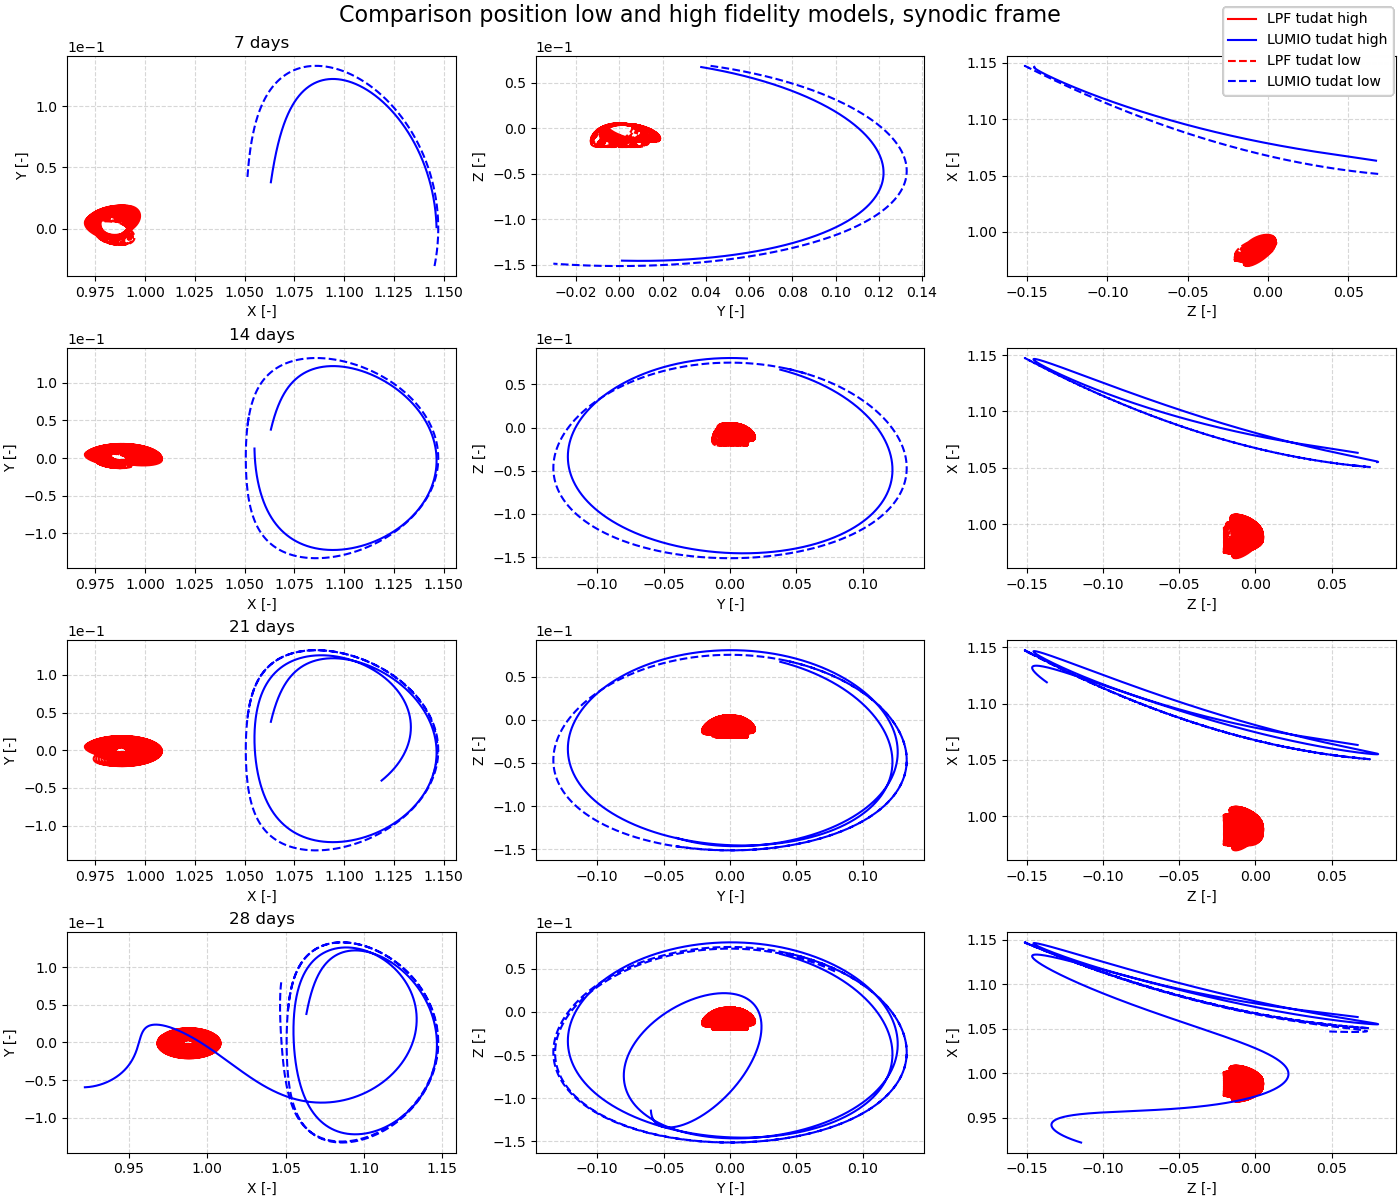 Comparison position low and high fidelity models, synodic frame
LPF tudat high
LUMIO tudat high
LPF tudat low
LUMIO tudat low
7 days
1e−1
1.0
0.5
0.0
Y [-]
0.975 1.000 1.025 1.050 1.075 1.100 1.125 1.150
X [-]
1e−1
0.5
0.0
−0.5
−1.0
−1.5
Z [-]
−0.02 0.00 0.02 0.04 0.06 0.08 0.10 0.12 0.14
Y [-]
1.15
1.10
1.05
1.00
X [-]
−0.15 −0.10 −0.05 0.00 0.05
Z [-]
14 days
1e−1
1.0
0.5
0.0
−0.5
−1.0
Y [-]
0.975 1.000 1.025 1.050 1.075 1.100 1.125 1.150
X [-]
1e−1
0.5
0.0
−0.5
−1.0
−1.5
Z [-]
−0.10 −0.05 0.00 0.05 0.10
Y [-]
1.15
1.10
1.05
1.00
X [-]
−0.15 −0.10 −0.05 0.00 0.05
Z [-]
21 days
1e−1
1.0
0.5
0.0
−0.5
−1.0
Y [-]
0.975 1.000 1.025 1.050 1.075 1.100 1.125 1.150
X [-]
1e−1
0.5
0.0
−0.5
−1.0
−1.5
Z [-]
−0.10 −0.05 0.00 0.05 0.10
Y [-]
1.15
1.10
1.05
1.00
X [-]
−0.15 −0.10 −0.05 0.00 0.05
Z [-]
28 days
1e−1
1.0
0.5
0.0
−0.5
−1.0
Y [-]
0.95 1.00 1.05 1.10 1.15
X [-]
1e−1
0.5
0.0
−0.5
−1.0
−1.5
Z [-]
−0.10 −0.05 0.00 0.05 0.10
Y [-]
1.15
1.10
1.05
1.00
0.95
X [-]
−0.15 −0.10 −0.05 0.00 0.05
Z [-]